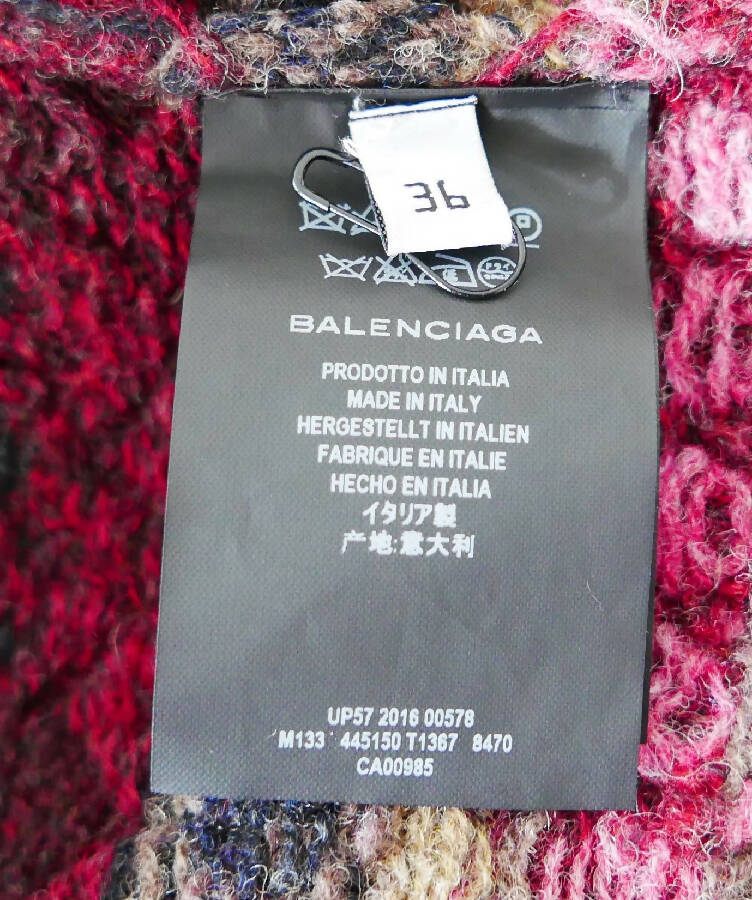 36
BALENCIAGA
PRODOTTO IN ITALIA
MADE IN ITALY
HERGESTELLT IN ITALIEN
FABRIQUE EN ITALIE
HECHO EN ITALIA
イタリア製
产地:意大利
UP57 2016 00578
M133 445150 T1367 8470
CA00985